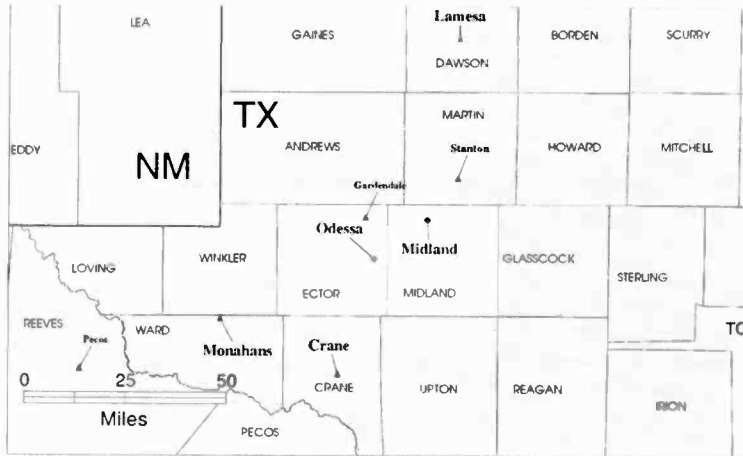 Lamesa
LEA
GAINES
BORDEN
SCURRY
DAWSON
TX
MARTIN
EDDY
NM
ANDREWS
Stanton
HOWARD
MITCHELL
Gardendale
Odessa
Midland
LOVING
WINKLER
GLASSCOCK
STERLING
ECTOR
MIDLAND
REEVES
WARD
TO
Pecos
Monahans
Crane
0 25 50
CRANE
UPTON
REAGAN
IRION
Miles
PECOS